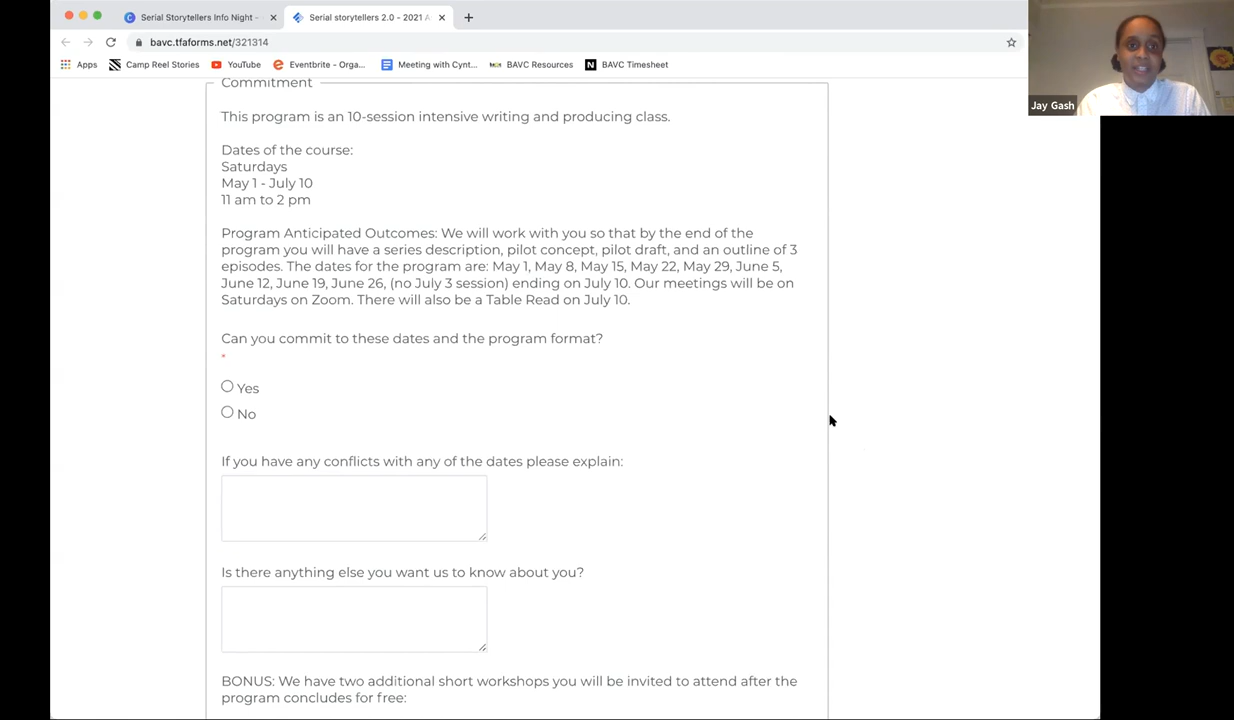 Serial Storytellers Info Night -
Serial storytellers 2.0 - 2021 A
bavc.tfaforms.net/321314
Apps
Camp Reel Stories
YouTube
Eventbrite - Orga...
Meeting with Cynt...
BAVC Resources
BAVC Timesheet
Jay Gash
Commitment
This program is an 10-session intensive writing and producing class.
Dates of the course:
Saturdays
May 1 - July 10
11 am to 2 pm
Program Anticipated Outcomes: We will work with you so that by the end of the
program you will have a series description, pilot concept, pilot draft, and an outline of 3
episodes. The dates for the program are: May 1, May 8, May 15, May 22, May 29, June 5,
June 12, June 19, June 26, (no July 3 session) ending on July 10. Our meetings will be on
Saturdays on Zoom. There will also be a Table Read on July 10.
Can you commit to these dates and the program format?
*
Yes
No
If you have any conflicts with any of the dates please explain:
Is there anything else you want us to know about you?
BONUS: We have two additional short workshops you will be invited to attend after the
program concludes for free: